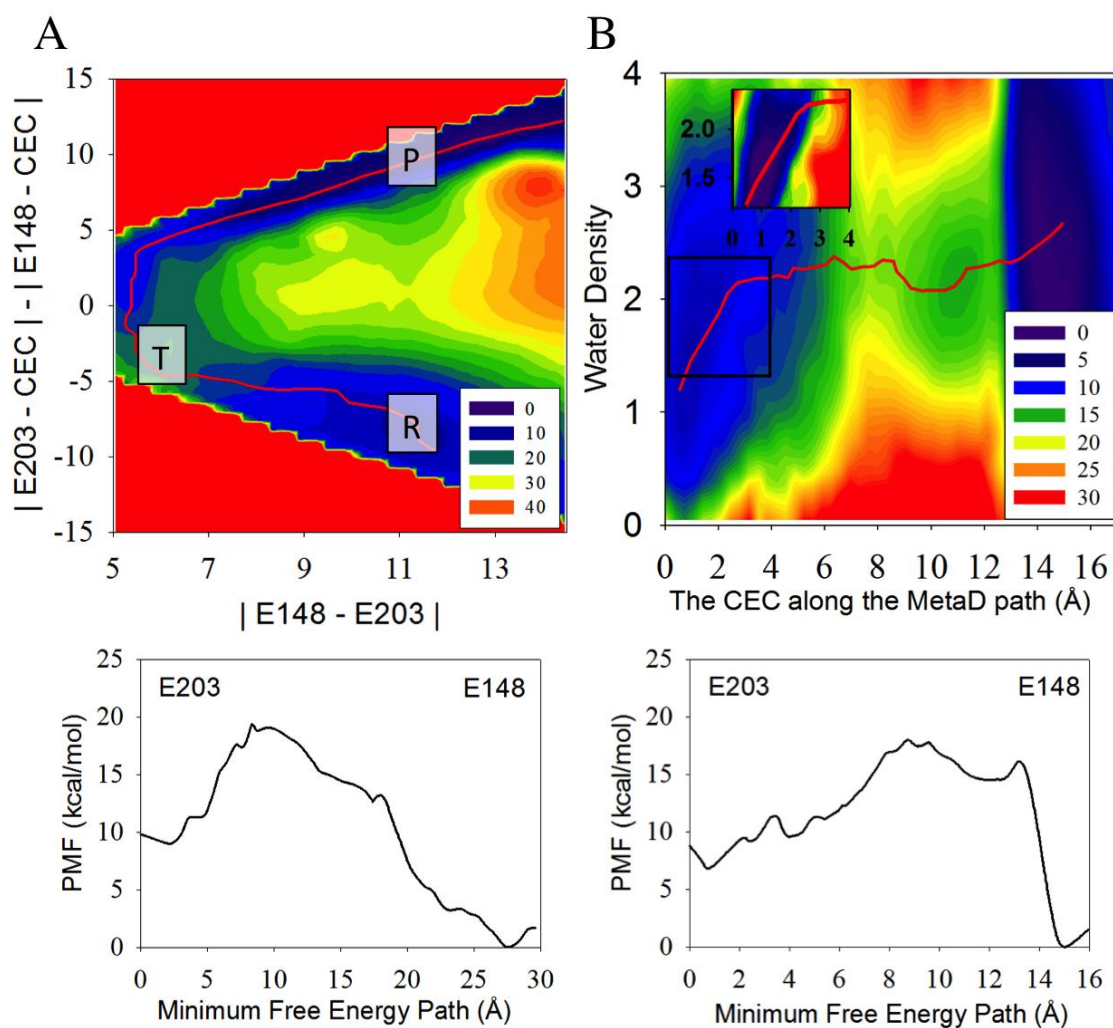 A
B
| E203 - CEC | - | E148 - CEC |
15
10
5
0
-5
-10
-15
P
T
R
0
10
20
30
40
5
7
9
11
13
| E148 - E203 |
Water Density
4
3
2
1
0
2.0
1.5
0 1 2 3 4
0
5
10
15
20
25
30
0 2 4 6 8 10 12 14 16
The CEC along the MetaD path (Å)
PMF (kcal/mol)
25
20
15
10
5
0
E203 E148
0 5 10 15 20 25 30
Minimum Free Energy Path (Å)
PMF (kcal/mol)
25
20
15
10
5
0
E203 E148
0 2 4 6 8 10 12 14 16
Minimum Free Energy Path (Å)